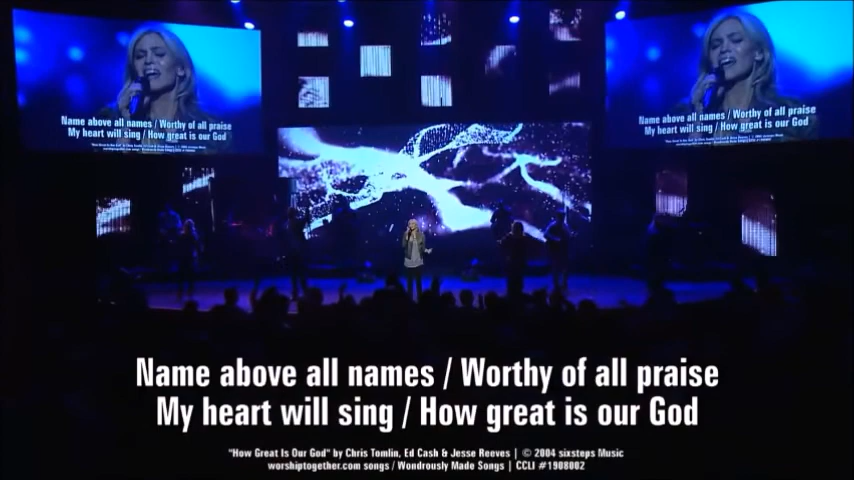 Name above all names / Worthy of all praise
My heart will sing / How great is our God
Name above all names / Worthy of all praise
My heart will sing / How great is our God
Name above all names / Worthy of all praise
My heart will sing / How great is our God
"How Great Is Our God" by Chris Tomlin, Ed Cash & Jesse Reeves | © 2004 sixsteps Music
worshiptogether.com songs / Wondrously Made Songs | CCLI #1908002